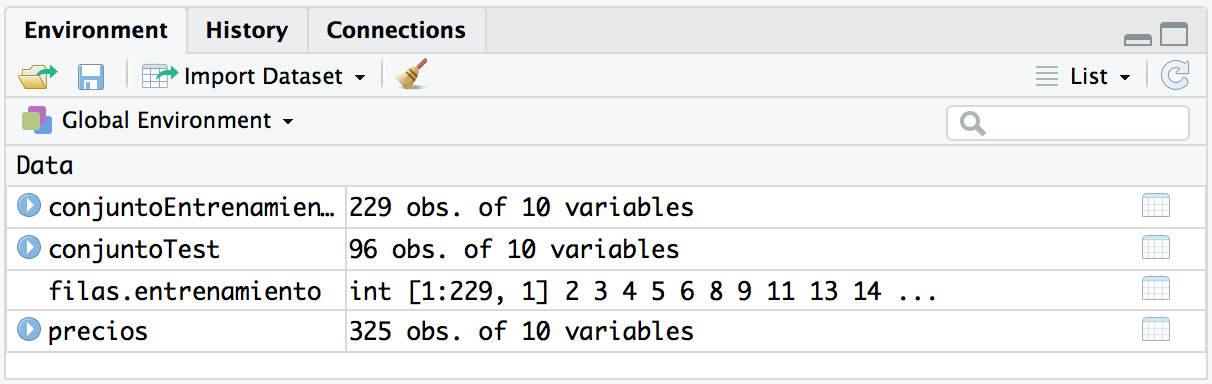 Environment History Connections
Import Dataset List
Global Environment
Data
conjuntoEntrenamien… 229 obs. of 10 variables
conjuntoTest 96 obs. of 10 variables
filas.entrenamiento int [1:229, 1] 2 3 4 5 6 8 9 11 13 14 ...
precios 325 obs. of 10 variables